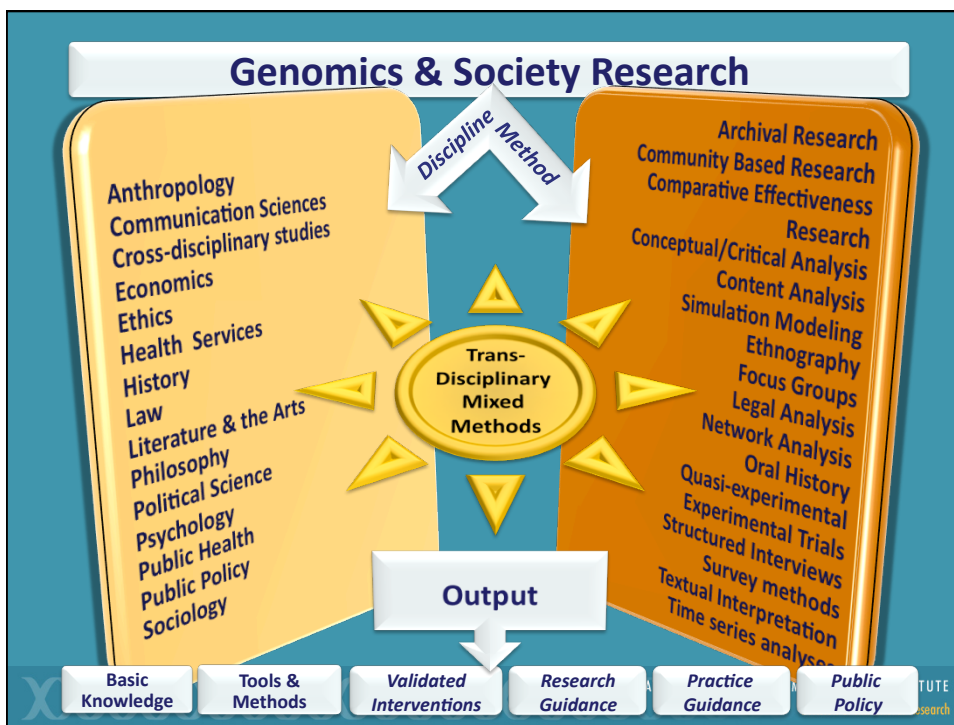 Genomics & Society Research
Discipline
Method
Anthropology
Communication Sciences
Cross-disciplinary studies
Economics
Ethics
Health Services
History
Law
Literature & the Arts
Philosophy
Political Science
Psychology
Public Health
Public Policy
Sociology
Archival Research
Community Based Research
Comparative Effectiveness
Research
Conceptual/Critical Analysis
Content Analysis
Simulation Modeling
Ethnography
Focus Groups
Legal Analysis
Network Analysis
Oral History
Quasi-experimental
Experimental Trials
Structured Interviews
Survey methods
Textual Interpretation
Time series analyses
Trans-
Disciplinary
Mixed
Methods
Output
Basic
Knowledge
Tools &
Methods
Validated
Interventions
Research
Guidance
Practice
Guidance
Public
Policy